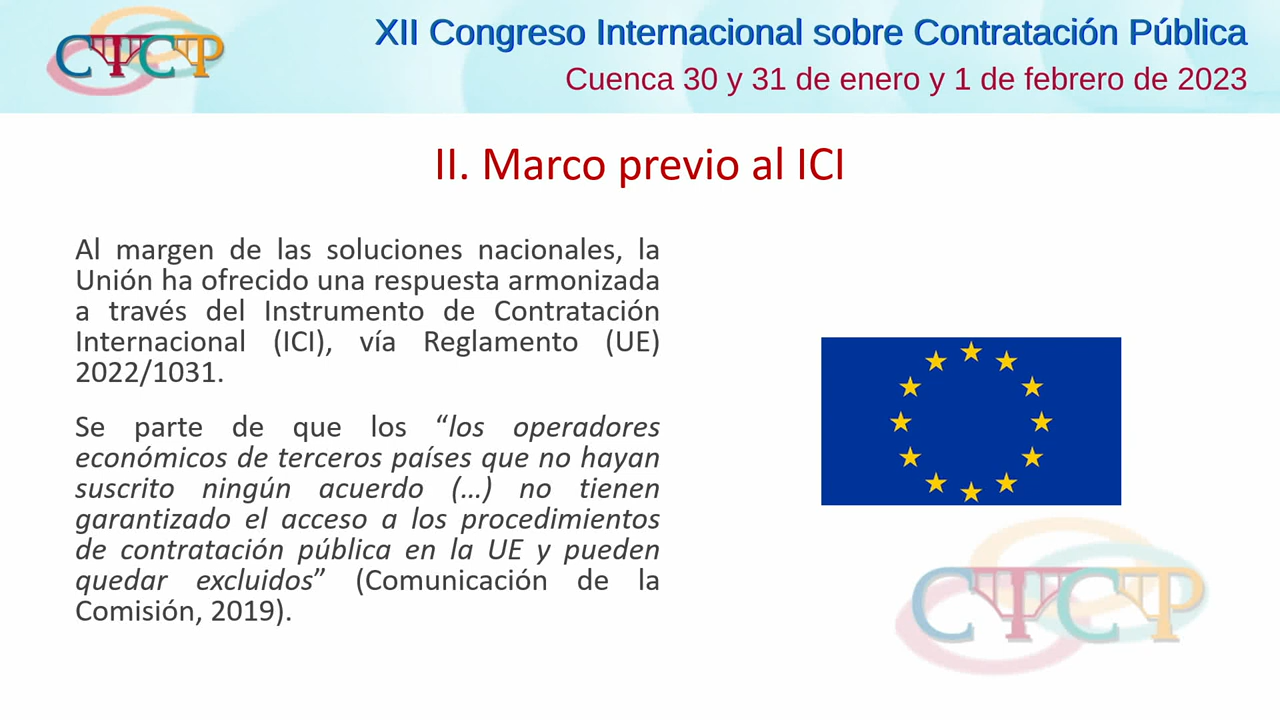 CTCTP
XII Congreso Internacional sobre Contratación Pública
Cuenca 30 y 31 de enero y 1 de febrero de 2023
II. Marco previo al ICI
Al margen de las soluciones nacionales, la
Unión ha ofrecido una respuesta armonizada
a través del Instrumento de Contratación
Internacional (ICI), vía Reglamento (UE)
2022/1031.
Se parte de que los “los operadores
económicos de terceros países que no hayan
suscrito ningún acuerdo (…) no tienen
garantizado el acceso a los procedimientos
de contratación pública en la UE y pueden
quedar excluidos” (Comunicación de la
Comisión, 2019).
CTCTP